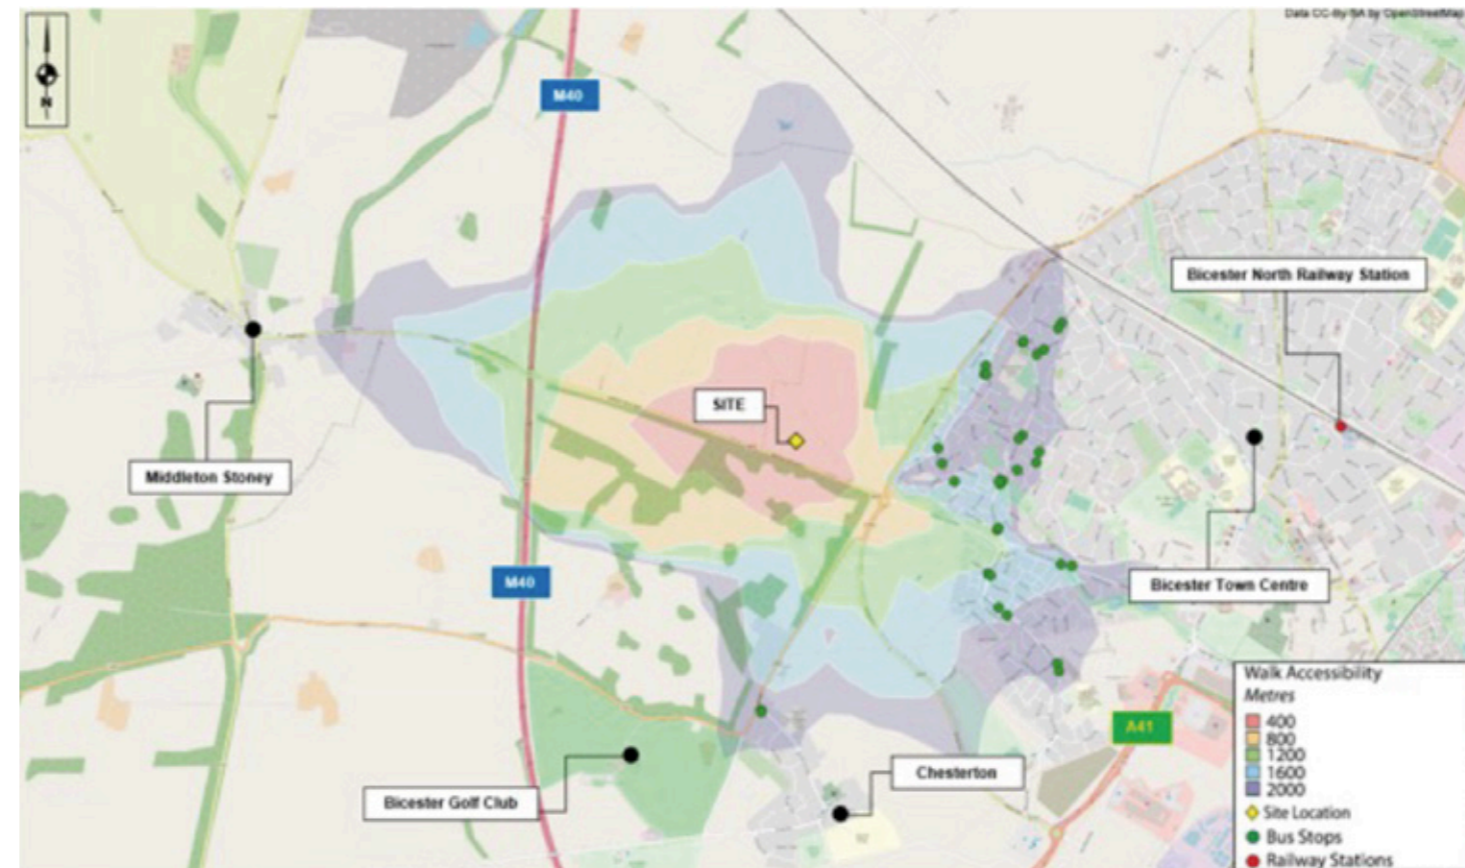 Data CC-By-SA by OpenStreetMap
N
M40
Bicester North Railway Station
SITE
Middleton Stoney
M40
Bicester Town Centre
A41
Chesterton
Bicester Golf Club
Walk Accessibility
Metres
400
800
1200
1600
2000
Site Location
Bus Stops
Railway Stations